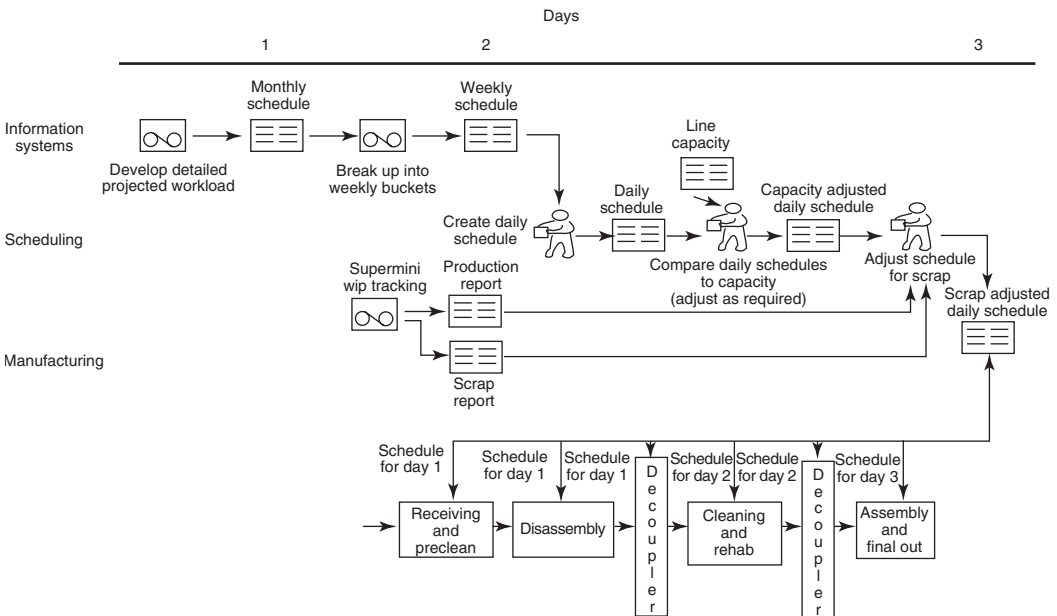 Days
1
2
3
Monthly
schedule
Weekly
schedule
Information
systems
Develop detailed
projected workload
Break up into
weekly buckets
Line
capacity
Scheduling
Create daily
schedule
Daily
schedule
Capacity adjusted
daily schedule
Compare daily schedules
to capacity
(adjust as required)
Adjust schedule
for scrap
Supermini
wip tracking
Production
report
Scrap adjusted
daily schedule
Manufacturing
Scrap
report
Schedule
for day 1
Schedule
for day 1
Schedule
for day 1
Schedule
for day 2
Schedule
for day 2
Schedule
for day 3
Receiving
and
preclean
Disassembly
D
e
c
o
u
p
l
e
r
Cleaning
and
rehab
D
e
c
o
u
p
l
e
r
Assembly
and
final out